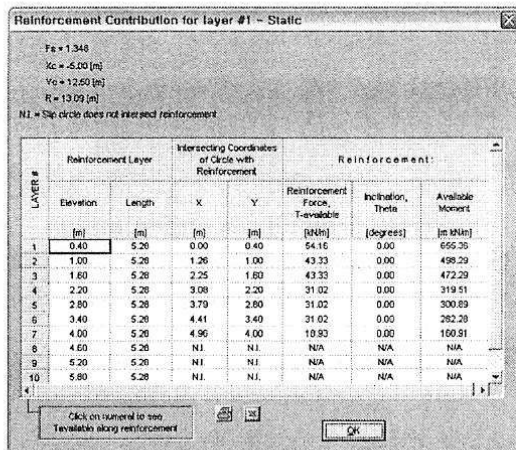 Reinforcement Contribution for layer #1 - Static
Fs = 1.348
Xc = -5.00 [m]
Yc = 12.50 [m]
R = 13.09 [m]
N.I. = Slip circle does not intersect reinforcement
LAYER #
Reinforcement Layer
Intersecting Coordinates of Circle with Reinforcement
Reinforcement:
Elevation Length X Y Reinforcement Force, T-available Inclination, Theta Available Moment
[m] [m] [m] [m] [kN/m] [degrees] [m kN/m]
1 0.40 5.28 0.00 0.40 54.16 0.00 655.36
2 1.00 5.28 1.26 1.00 43.33 0.00 498.29
3 1.60 5.28 2.25 1.60 43.33 0.00 472.29
4 2.20 5.28 3.08 2.20 31.02 0.00 319.51
5 2.80 5.28 3.79 2.80 31.02 0.00 300.89
6 3.40 5.28 4.41 3.40 31.02 0.00 282.28
7 4.00 5.28 4.96 4.00 18.93 0.00 160.91
8 4.60 5.28 N.I. N.I. N/A N/A N/A
9 5.20 5.28 N.I. N.I. N/A N/A N/A
10 5.80 5.28 N.I. N.I. N/A N/A N/A
Click on numeral to see
Tavailable along reinforcement
OK